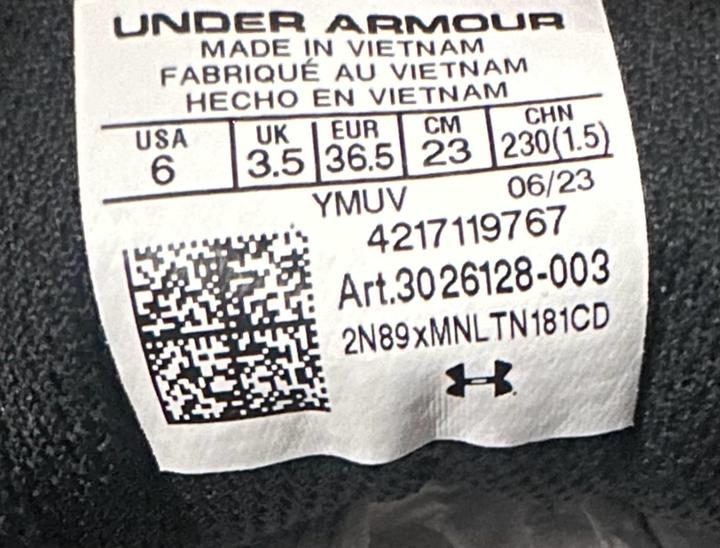 UNDER ARMOUR
MADE IN VIETNAM
FABRIQUÉ AU VIETNAM
HECHO EN VIETNAM
USA UK EUR CM CHN
6 3.5 36.5 23 230(1.5)
YMUV 06/23
4217119767
Art.3026128-003
2N89xMNLTN181CD